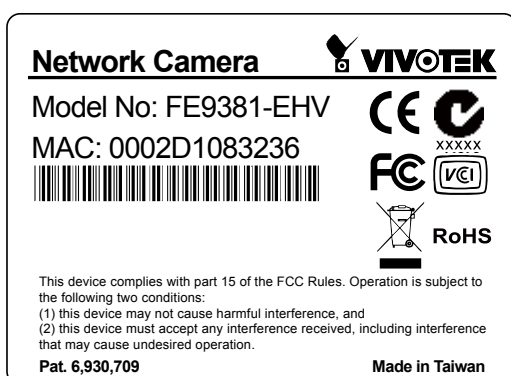 Network Camera VIVOTEK
Model No: FE9381-EHV
MAC: 0002D1083236
CE
XXXXX
FC VCI
RoHS
This device complies with part 15 of the FCC Rules. Operation is subject to
the following two conditions:
(1) this device may not cause harmful interference, and
(2) this device must accept any interference received, including interference
that may cause undesired operation.
Pat. 6,930,709 Made in Taiwan